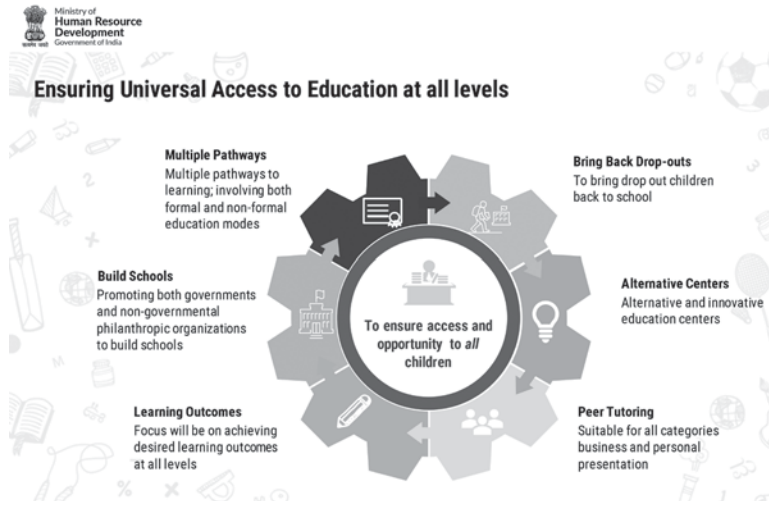 Ministry of
Human Resource
Development
Government of India
Ensuring Universal Access to Education at all levels
Multiple Pathways
Multiple pathways to
learning; involving both
formal and non-formal
education modes
Bring Back Drop-outs
To bring drop out children
back to school
Build Schools
Promoting both governments
and non-governmental
philanthropic organizations
to build schools
Alternative Centers
Alternative and innovative
education centers
To ensure access and
opportunity to all
children
Learning Outcomes
Focus will be on achieving
desired learning outcomes
at all levels
Peer Tutoring
Suitable for all categories
business and personal
presentation